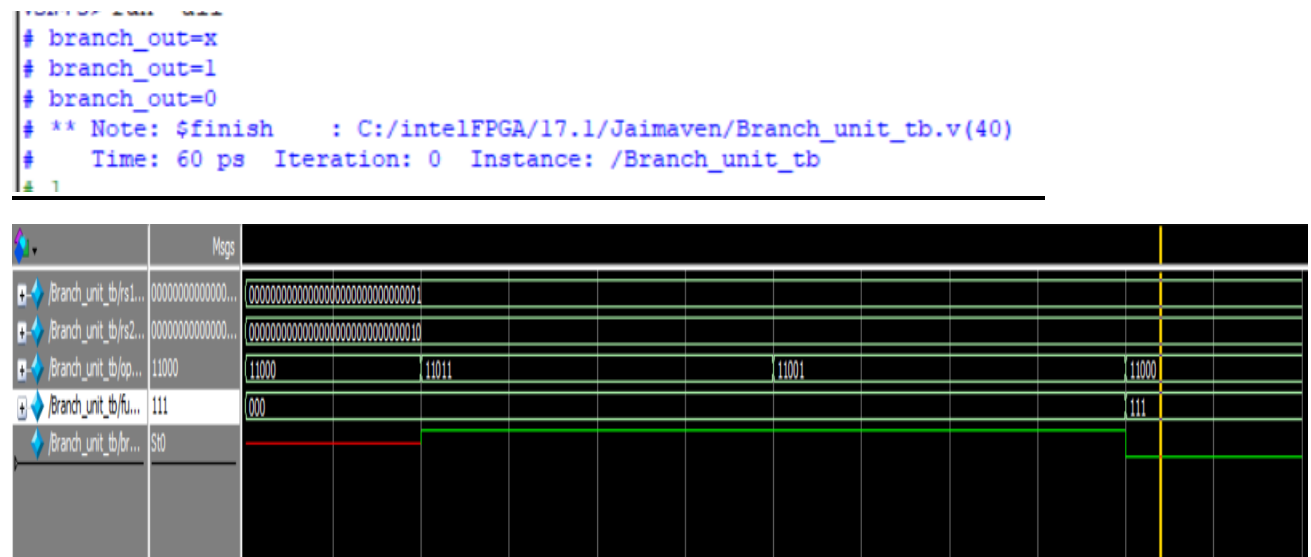 # branch_out=x
# branch_out=1
# branch_out=0
# ** Note: $finish : C:/intelFPGA/17.1/Jaimaven/Branch_unit_tb.v(40)
# Time: 60 ps Iteration: 0 Instance: /Branch_unit_tb
# 1
Msgs
/Branch_unit_tb/rs1... 00000000000000... 00000000000000000000000000000001
/Branch_unit_tb/rs2... 00000000000000... 00000000000000000000000000000010
/Branch_unit_tb/op... 11000 11000 11011 11001 11000
/Branch_unit_tb/fu... 111 000 111
/Branch_unit_tb/br... St0